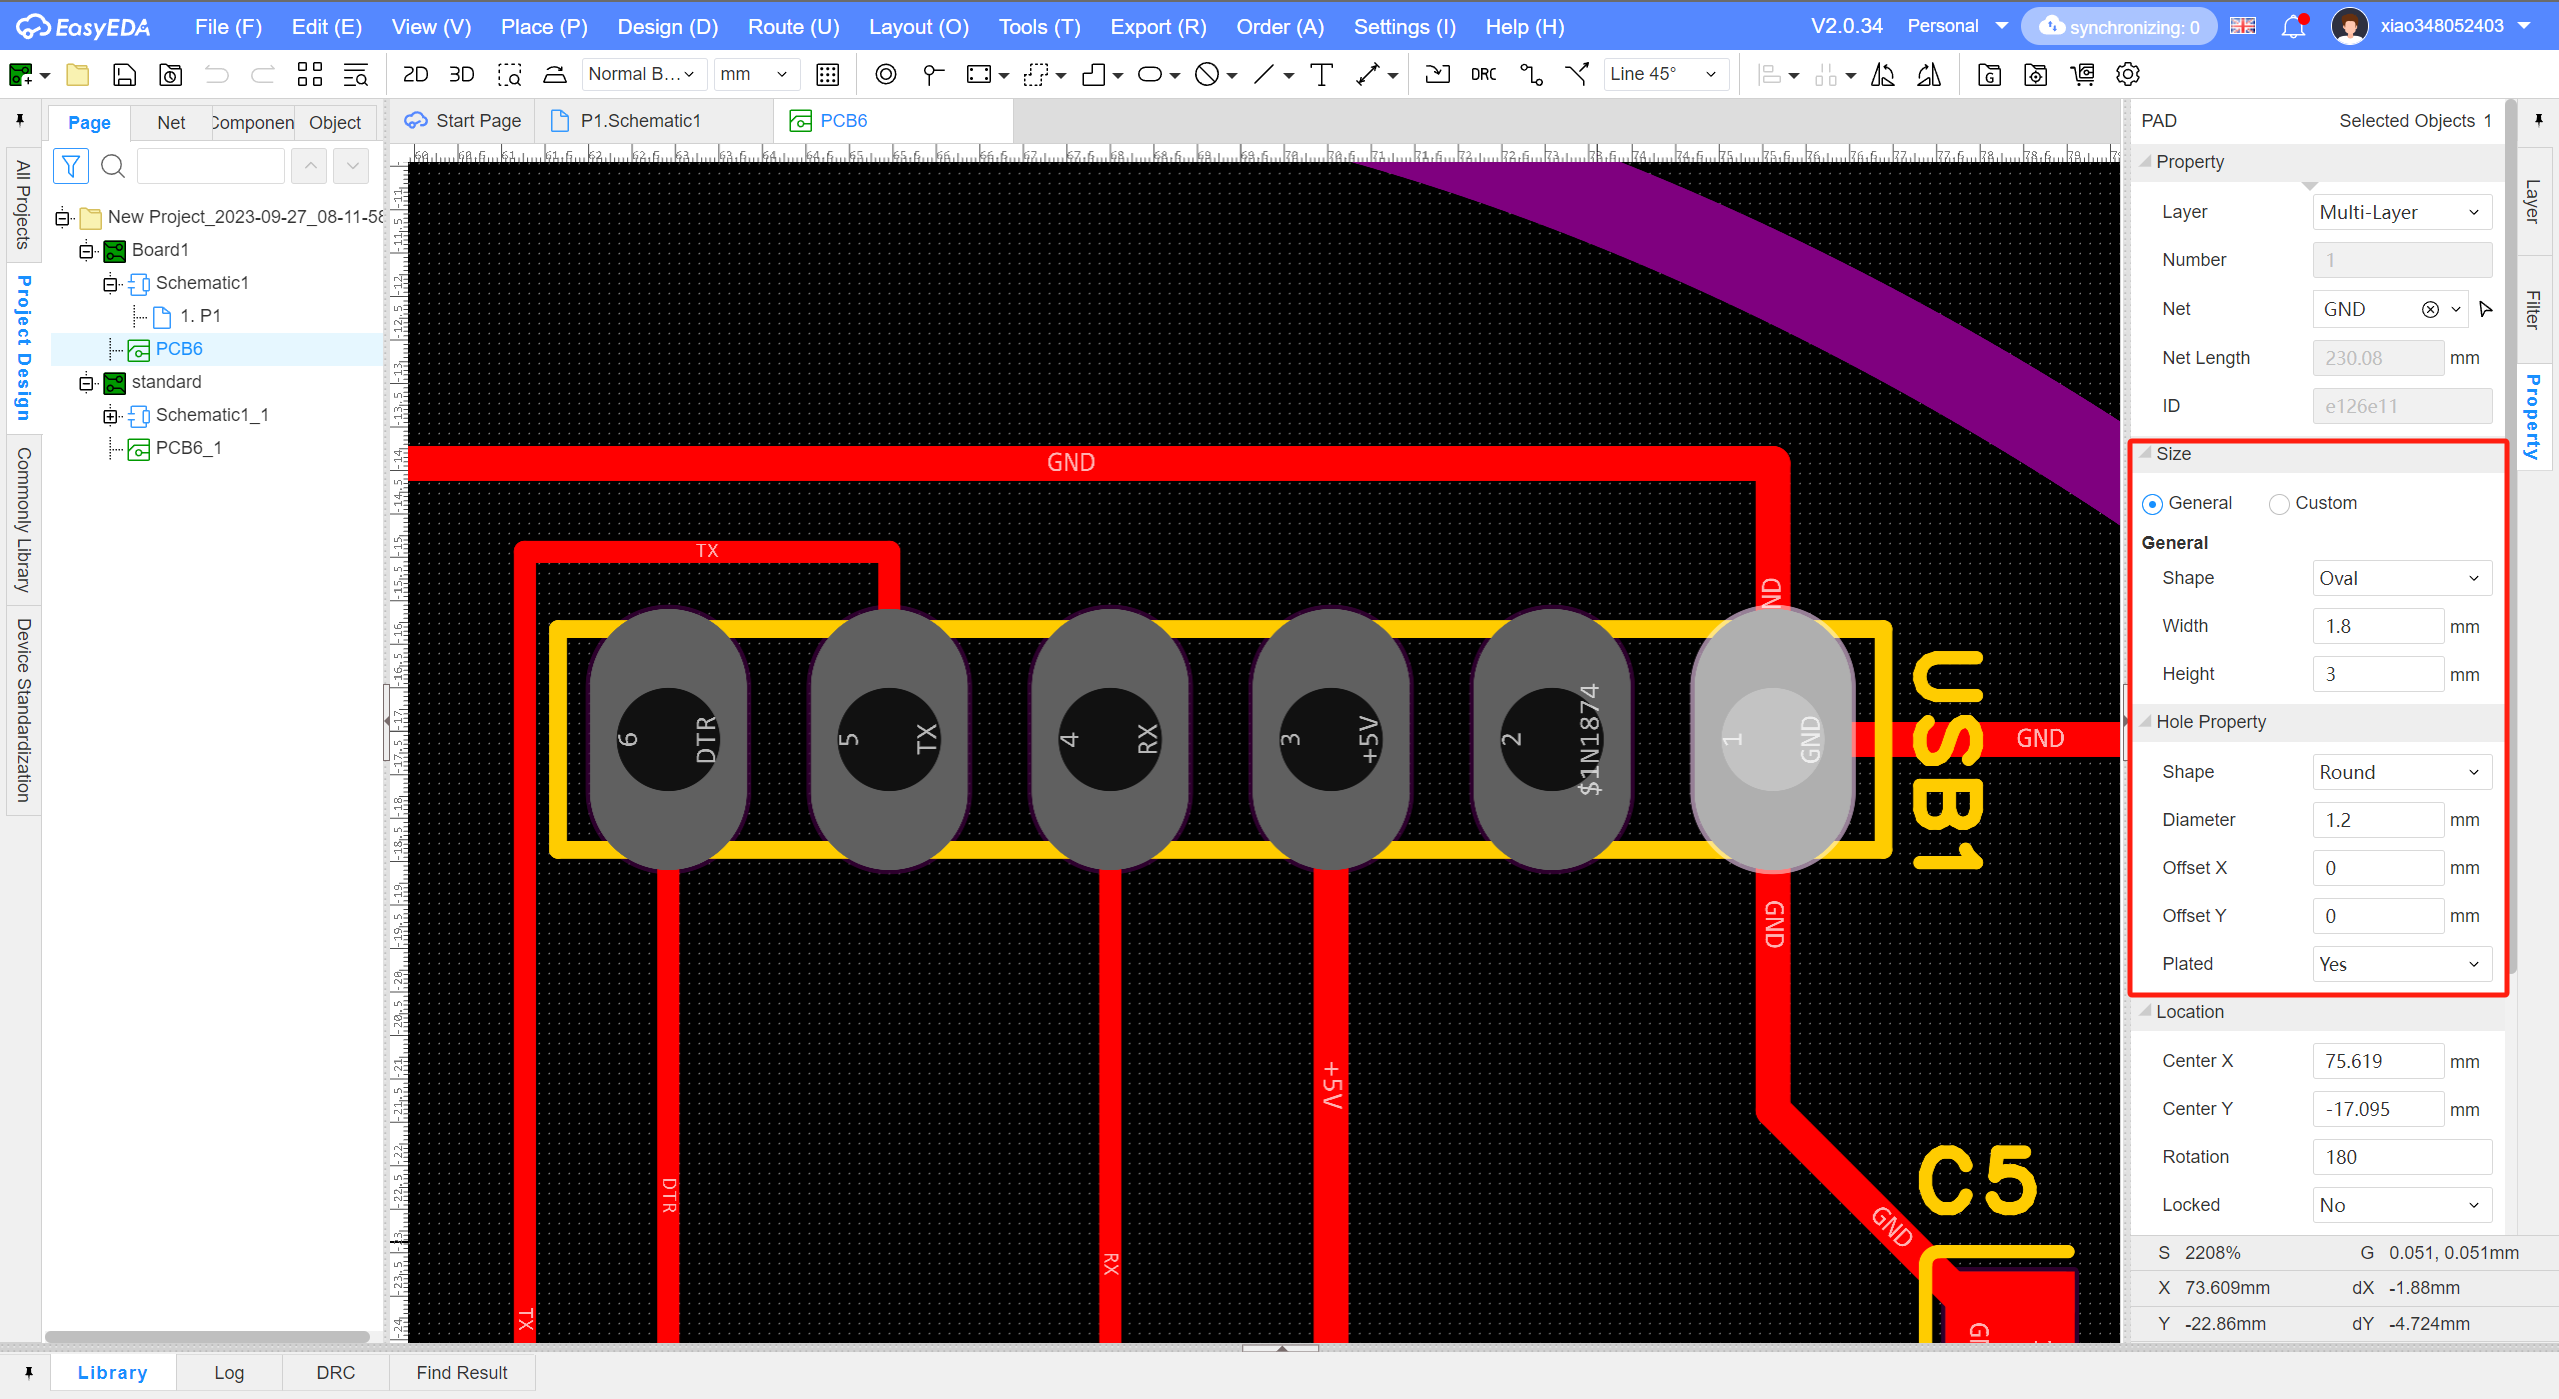 EasyEDA File (F) Edit (E) View (V) Place (P) Design (D) Route (U) Layout (O) Tools (T) Export (R) Order (A) Settings (I) Help (H) V2.0.34 Personal synchronizing: 0 xiao348052403
2D 3D Normal B... mm DRC Line 45°
Page Net Componen Object
Start Page P1.Schematic1 PCB6
All Projects
Project Design
Commonly Library
Device Standardization
New Project_2023-09-27_08-11-58
Board1
Schematic1
1. P1
PCB6
standard
Schematic1_1
PCB6_1
GND
TX
GND
6 DTR
5 TX
4 RX
3 +5V
2 $1N1874
1 GND
USB1
GND
GND
+5V
DTR
RX
TX
C5
GND
PAD Selected Objects 1
Property
Layer Multi-Layer
Number 1
Net GND
Net Length 230.08 mm
ID e126e11
Size
General Custom
General
Shape Oval
Width 1.8 mm
Height 3 mm
Hole Property
Shape Round
Diameter 1.2 mm
Offset X 0 mm
Offset Y 0 mm
Plated Yes
Location
Center X 75.619 mm
Center Y -17.095 mm
Rotation 180
Locked No
S 2208% G 0.051, 0.051mm
X 73.609mm dX -1.88mm
Y -22.86mm dY -4.724mm
Layer
Filter
Property
Library Log DRC Find Result